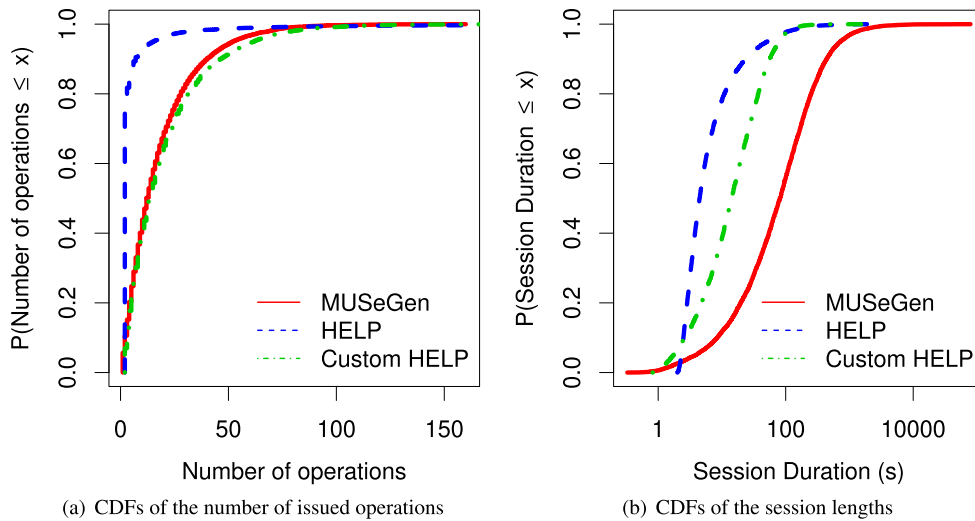 P(Number of operations ≤ x)
0.0 0.2 0.4 0.6 0.8 1.0
MUSeGen
HELP
Custom HELP
0 50 100 150
Number of operations
(a) CDFs of the number of issued operations
P(Session Duration ≤ x)
0.0 0.2 0.4 0.6 0.8 1.0
MUSeGen
HELP
Custom HELP
1 100 10000
Session Duration (s)
(b) CDFs of the session lengths